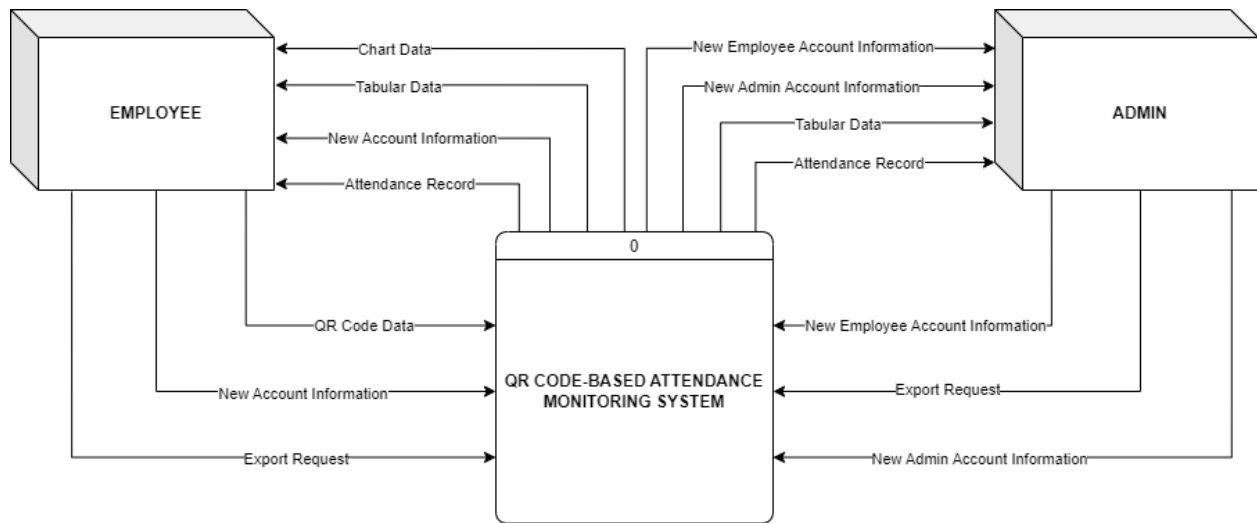 Chart Data
New Employee Account Information
Tabular Data
New Admin Account Information
EMPLOYEE
ADMIN
Tabular Data
New Account Information
Attendance Record
Attendance Record
0
QR Code Data
New Employee Account Information
QR CODE-BASED ATTENDANCE
MONITORING SYSTEM
New Account Information
Export Request
Export Request
New Admin Account Information